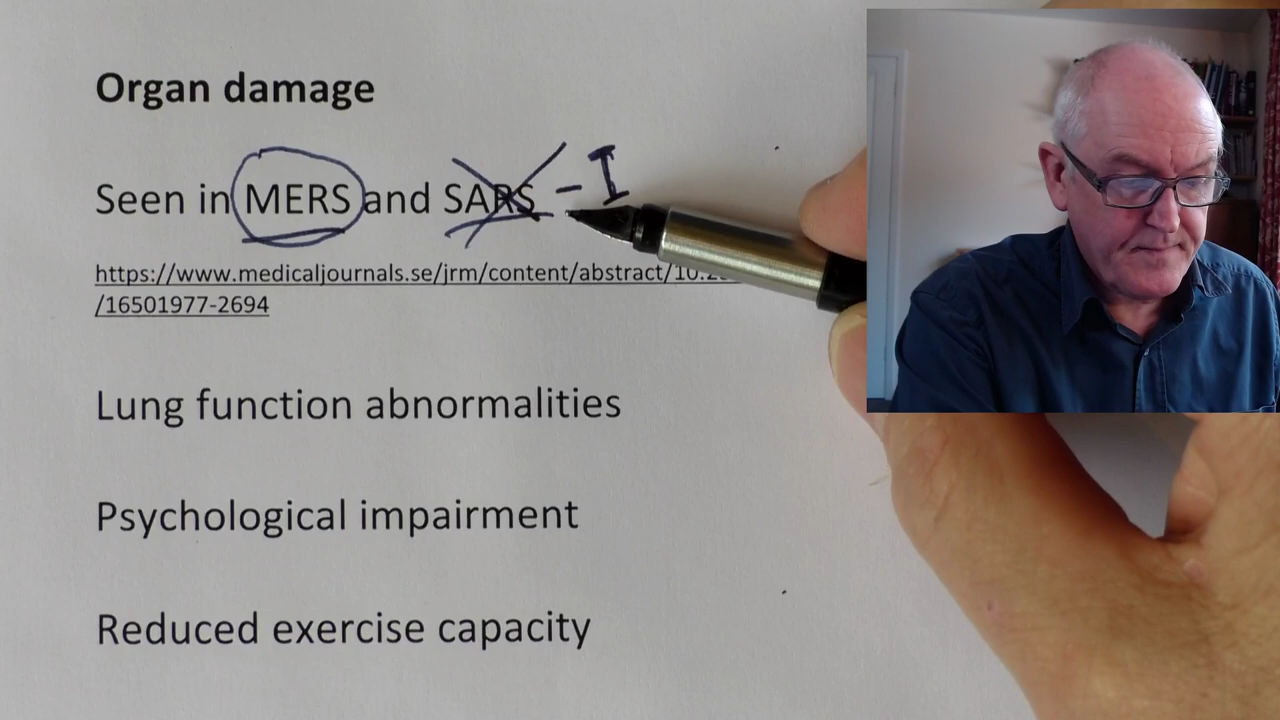 Organ damage
Seen in MERS and SARS - I
https://www.medicaljournals.se/jrm/content/abstract/10.2
/16501977-2694
Lung function abnormalities
Psychological impairment
Reduced exercise capacity